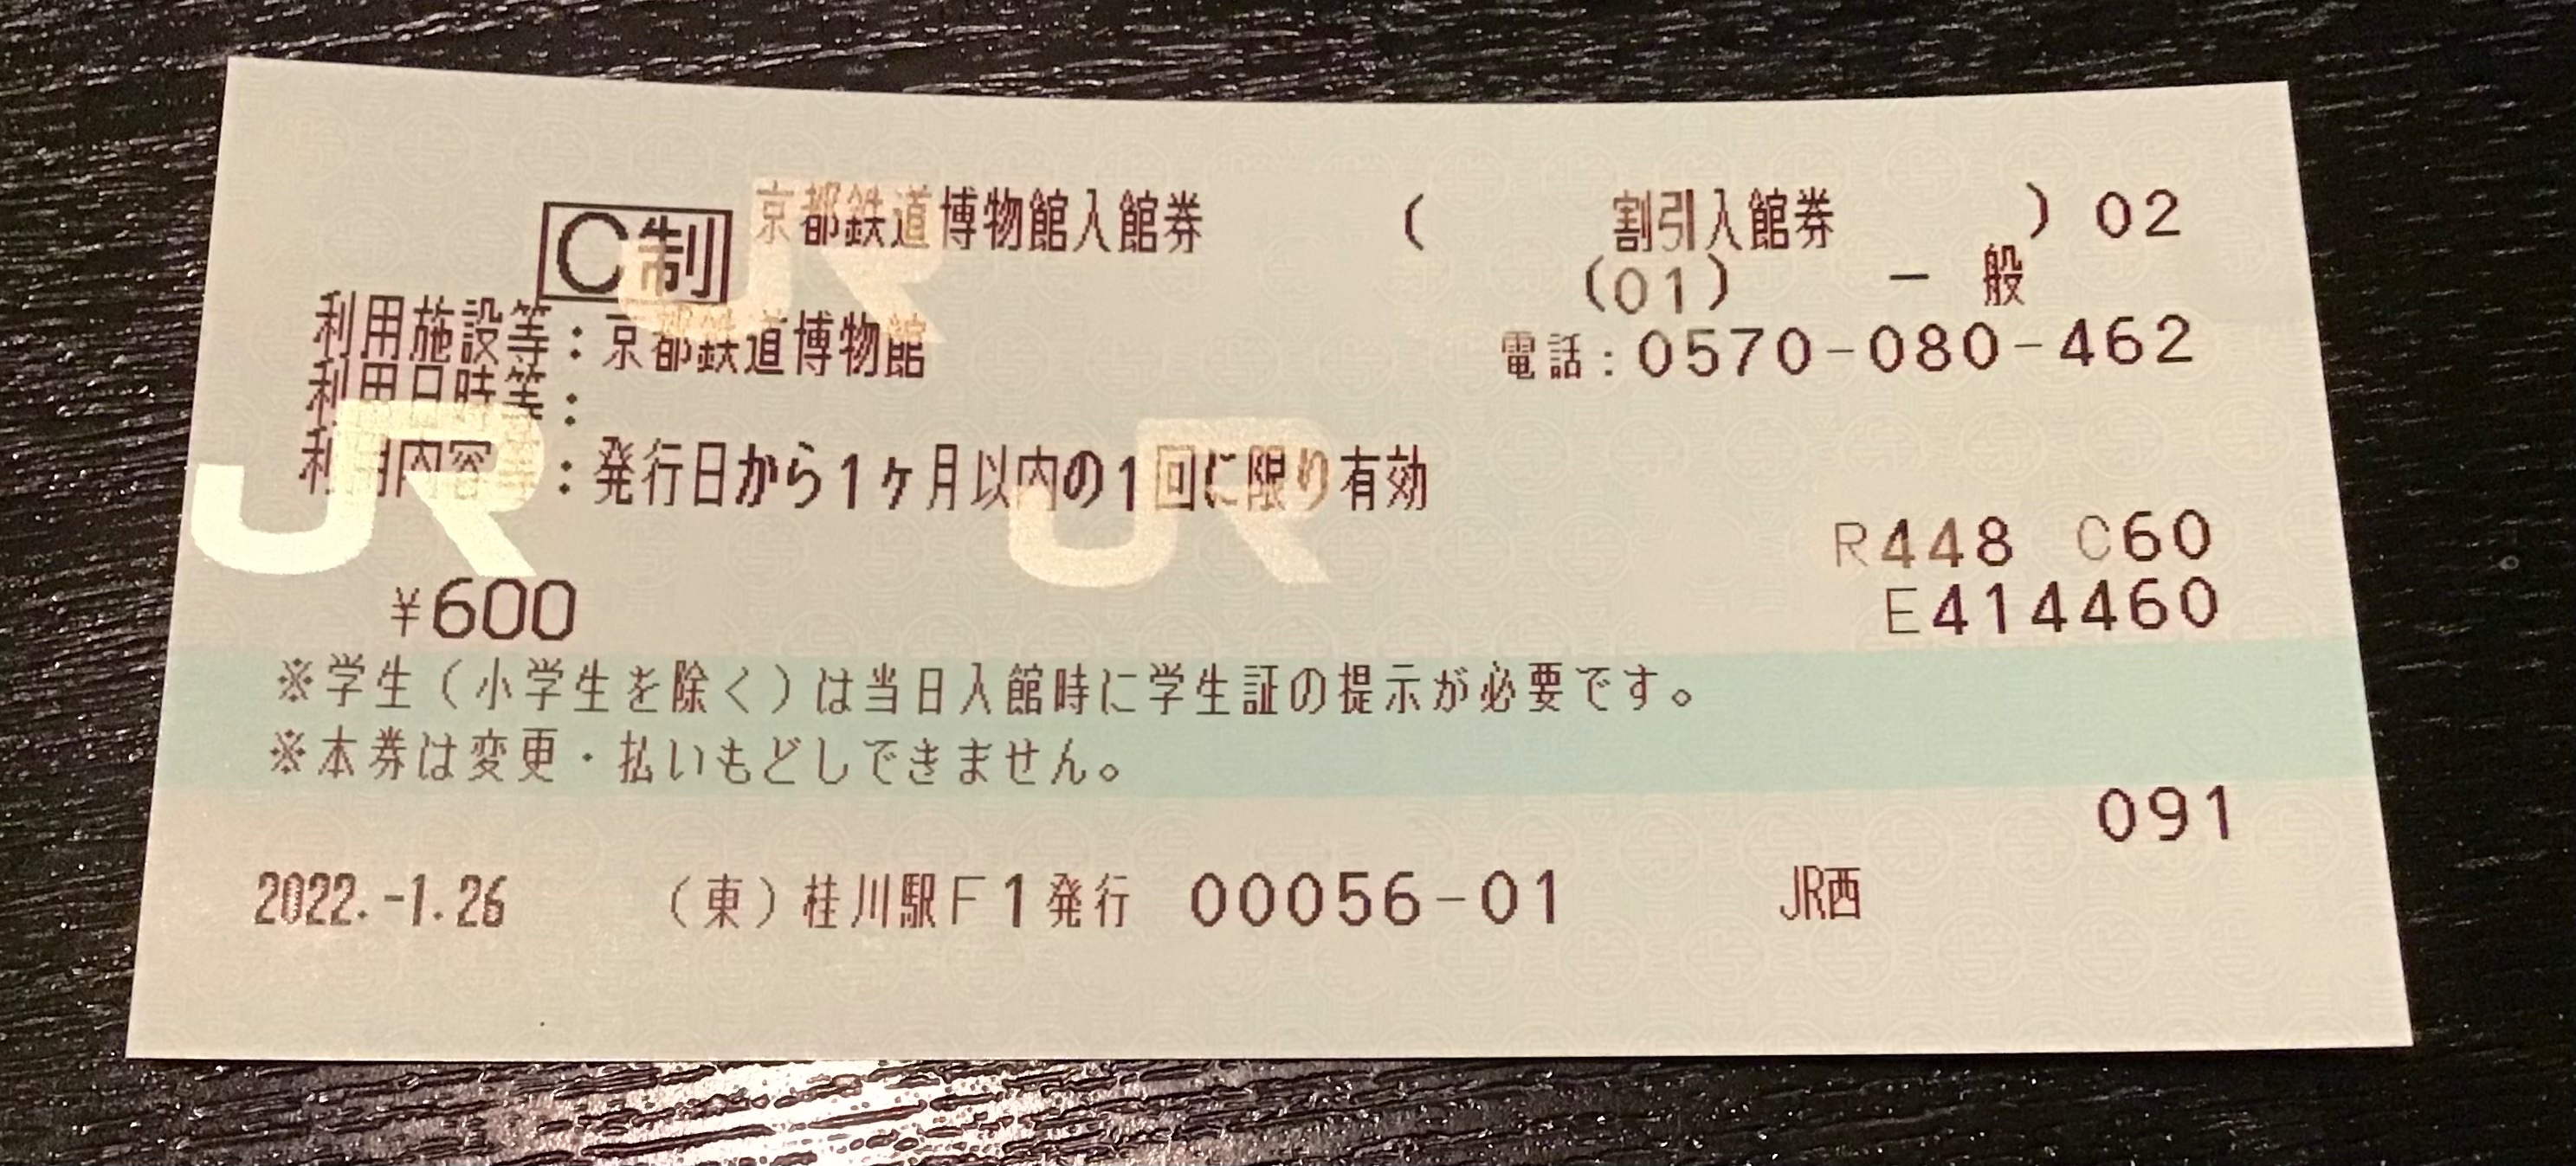 C制 京都鉄道博物館入館券 ( 割引入館券 ) 02
(01) 一般
利用施設等:京都鉄道博物館 電話:0570-080-462
利用日時等:
利用内容等:発行日から1ヶ月以内の1回に限り有効
R448 C60
¥600 E414460
※学生(小学生を除く)は当日入館時に学生証の提示が必要です。
※本券は変更・払いもどしできません。
091
2022.-1.26 (東)桂川駅F1発行 00056-01 JR西
JR
JR
JR